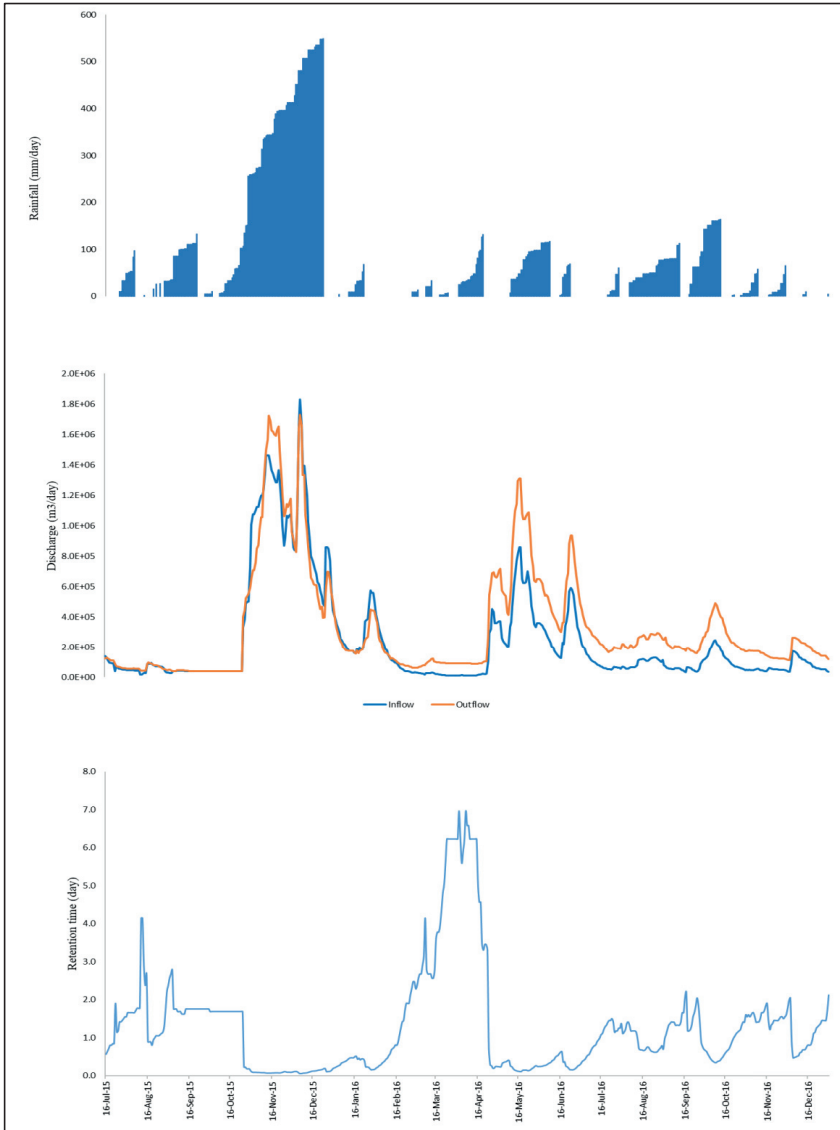 600
500
400
300
200
100
0
Rainfall (mm/day)
2.0E+06
1.8E+06
1.6E+06
1.4E+06
1.2E+06
1.0E+06
8.0E+05
6.0E+05
4.0E+05
2.0E+05
0.0E+00
Discharge (m3/day)
Inflow Outflow
8.0
7.0
6.0
5.0
4.0
3.0
2.0
1.0
0.0
Retention time (day)
16-Jul-15
16-Aug-15
16-Sep-15
16-Oct-15
16-Nov-15
16-Dec-15
16-Jan-16
16-Feb-16
16-Mar-16
16-Apr-16
16-May-16
16-Jun-16
16-Jul-16
16-Aug-16
16-Sep-16
16-Oct-16
16-Nov-16
16-Dec-16